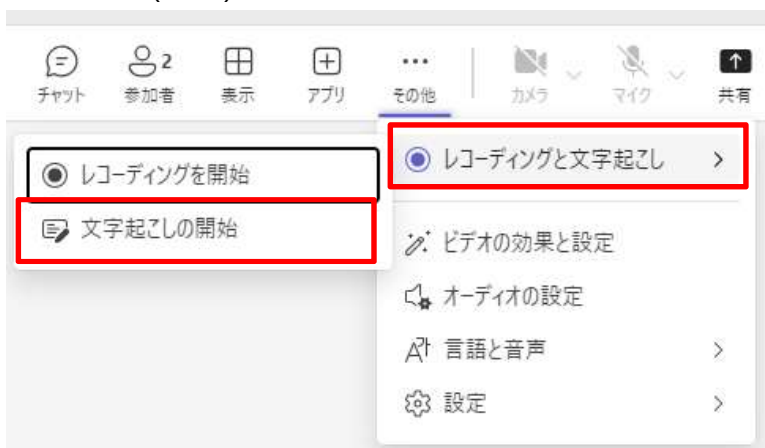 チャット
2
参加者
表示
アプリ
その他
カメラ
マイク
共有
レコーディングと文字起こし
レコーディングを開始
文字起こしの開始
ビデオの効果と設定
オーディオの設定
言語と音声
設定